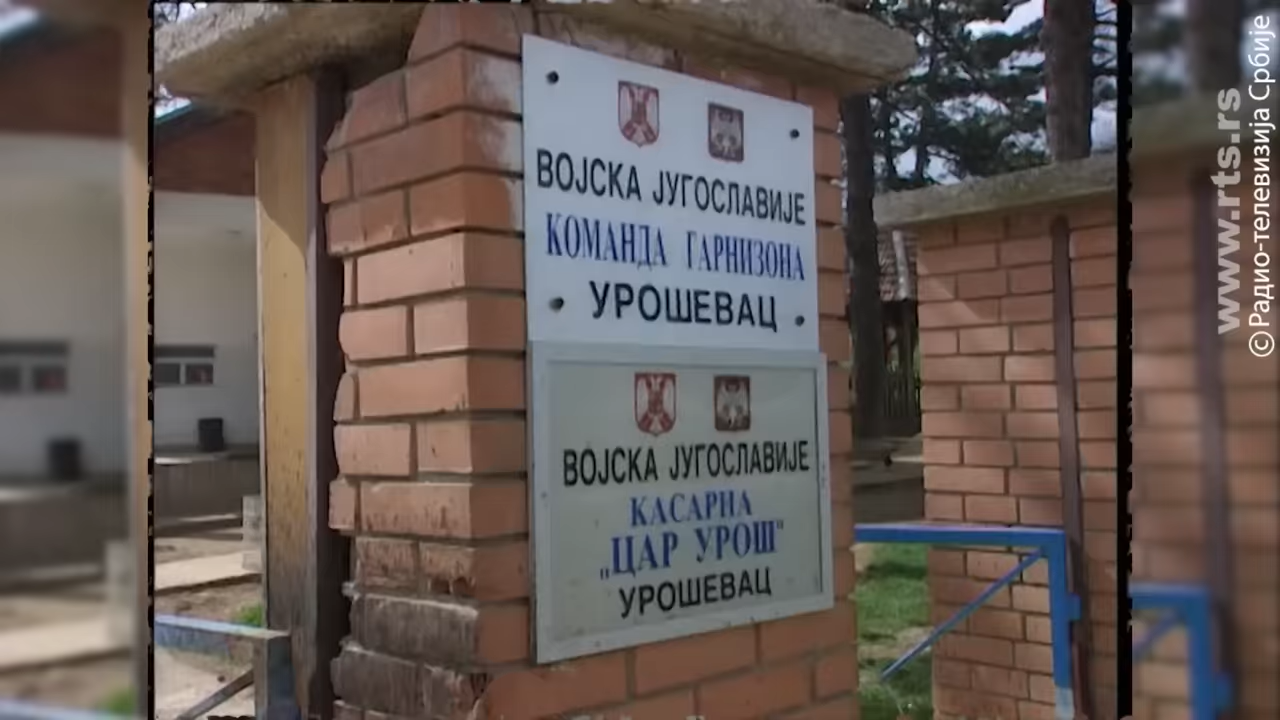 ВОЈСКА ЈУГОСЛАВИЈЕ
КОМАНДА ГАРНИЗОНА
УРОШЕВАЦ
ВОЈСКА ЈУГОСЛАВИЈЕ
КАСАРНА
„ЦАР УРОШ"
УРОШЕВАЦ
www.rts.rs
© Радио-телевизија Србије